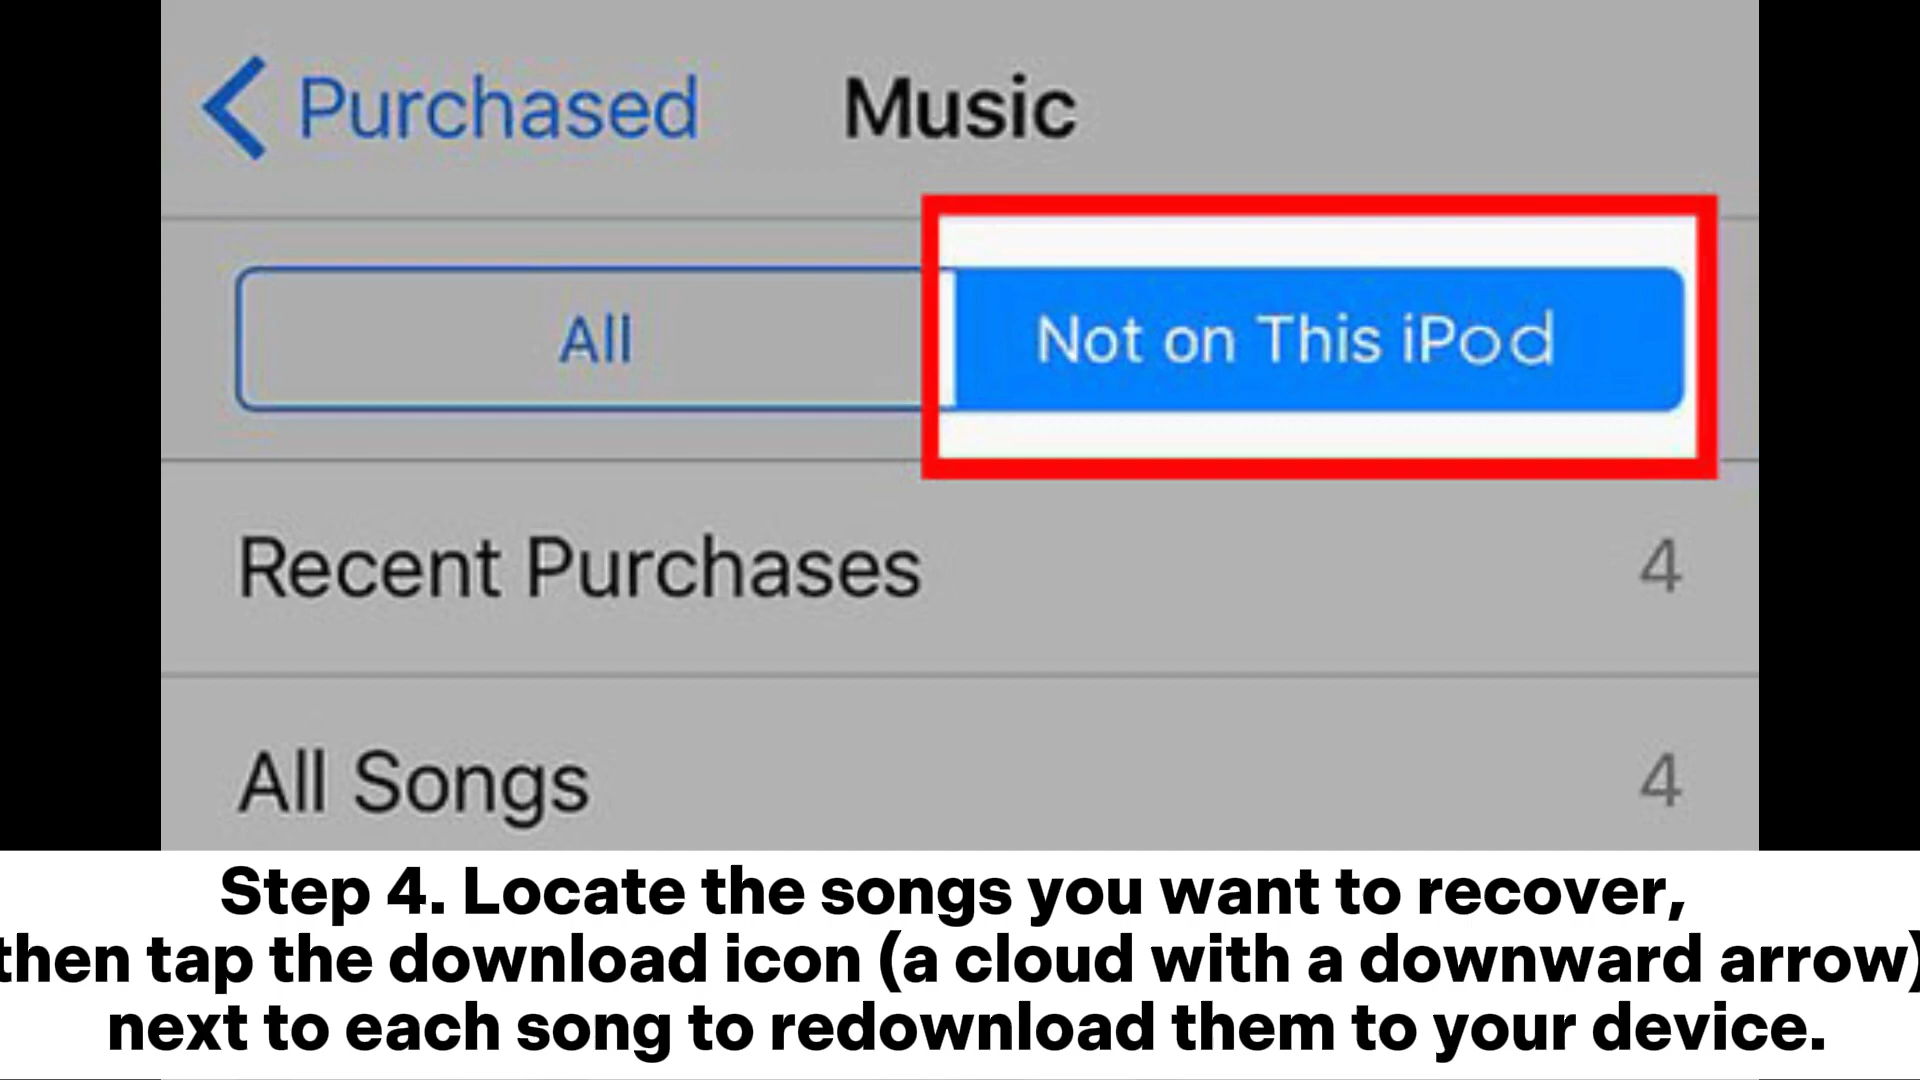 Purchased Music
All Not on This iPod
Recent Purchases 4
All Songs 4
Step 4. Locate the songs you want to recover,
then tap the download icon (a cloud with a downward arrow)
next to each song to redownload them to your device.